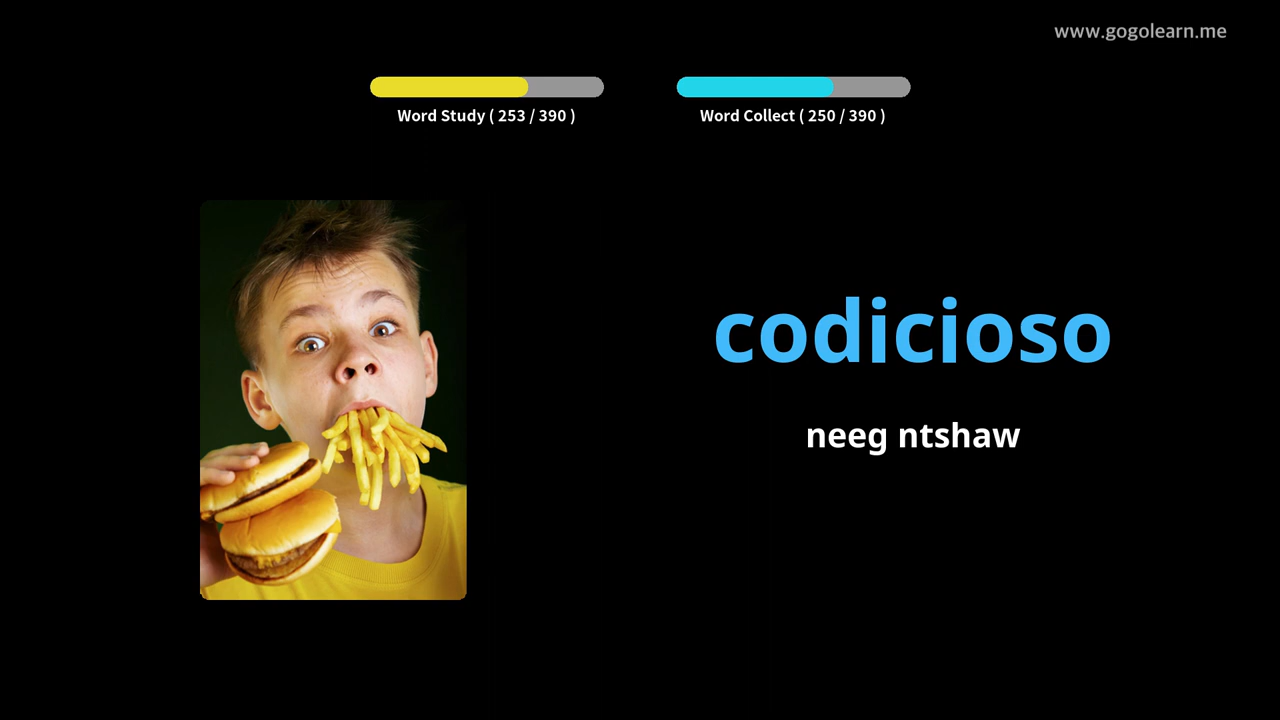 www.gogolearn.me
Word Study ( 253 / 390 )
Word Collect ( 250 / 390 )
codicioso
neeg ntshaw